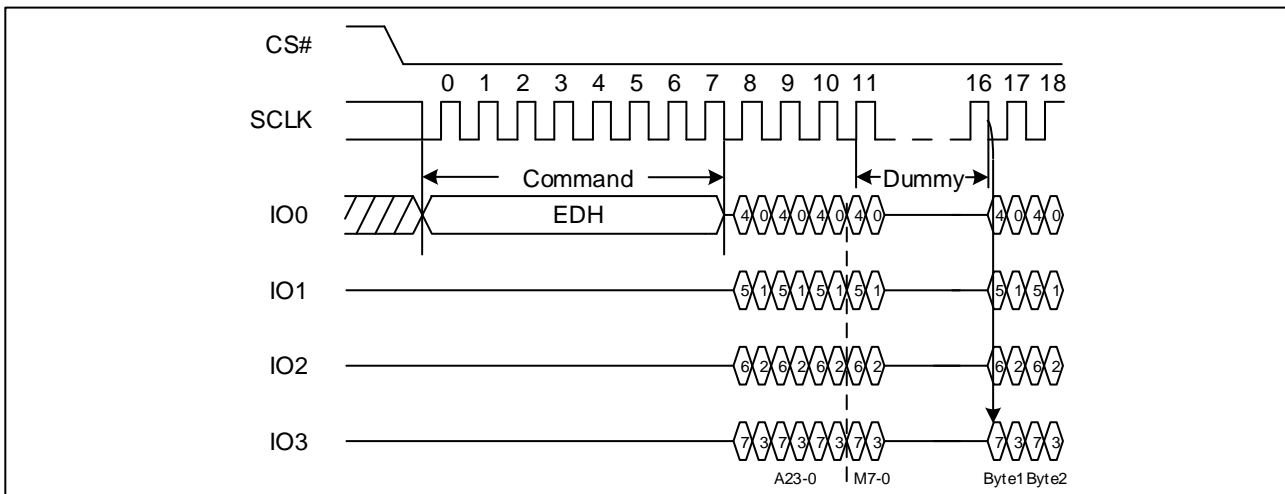 CS#
0 1 2 3 4 5 6 7 8 9 10 11 16 17 18
SCLK
Command Dummy
IO0 EDH 4 0 4 0 4 0 4 0 4 0 4 0
IO1 5 1 5 1 5 1 5 1 5 1 5 1
IO2 6 2 6 2 6 2 6 2 6 2 6 2
IO3 7 3 7 3 7 3 7 3 7 3 7 3
A23-0 M7-0 Byte1 Byte2